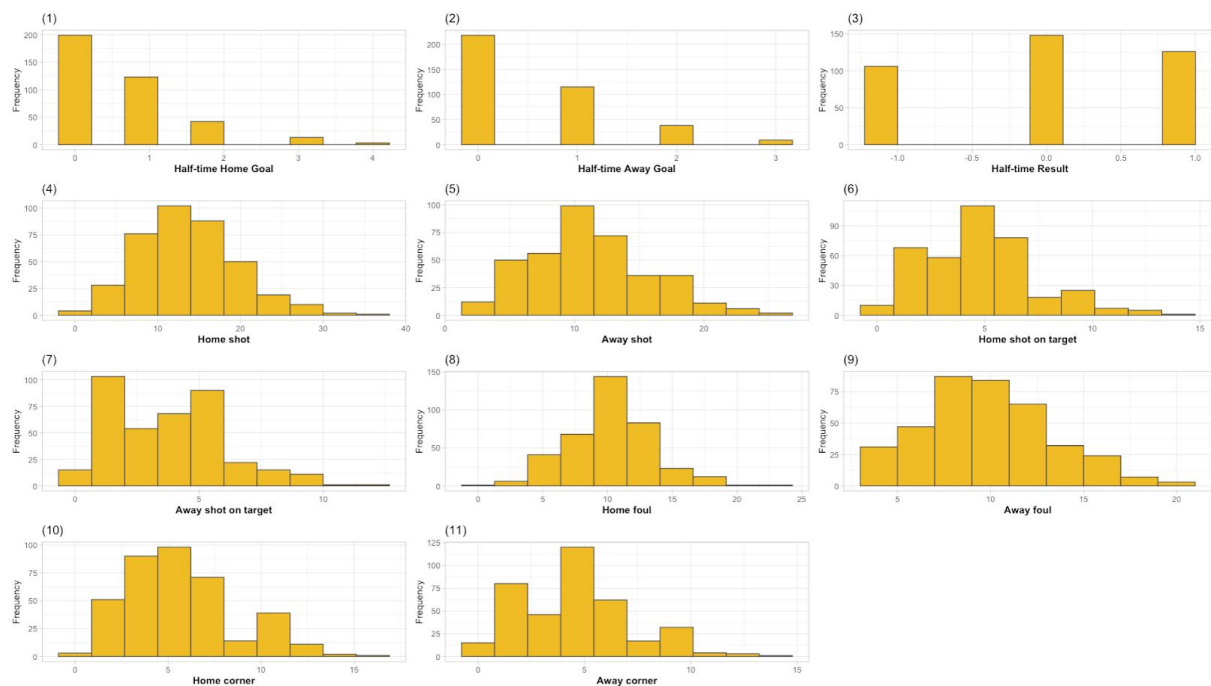 (1)
Frequency
200
150
100
50
0
0 1 2 3 4
Half-time Home Goal
(2)
Frequency
200
150
100
50
0
0 1 2 3
Half-time Away Goal
(3)
Frequency
150
100
50
0
-1.0 -0.5 0.0 0.5 1.0
Half-time Result
(4)
Frequency
100
75
50
25
0
0 10 20 30 40
Home shot
(5)
Frequency
100
75
50
25
0
0 10 20
Away shot
(6)
Frequency
90
60
30
0
0 5 10 15
Home shot on target
(7)
Frequency
100
75
50
25
0
0 5 10
Away shot on target
(8)
Frequency
150
100
50
0
0 5 10 15 20 25
Home foul
(9)
Frequency
75
50
25
0
5 10 15 20
Away foul
(10)
Frequency
100
75
50
25
0
0 5 10 15
Home corner
(11)
Frequency
125
100
75
50
25
0
0 5 10 15
Away corner